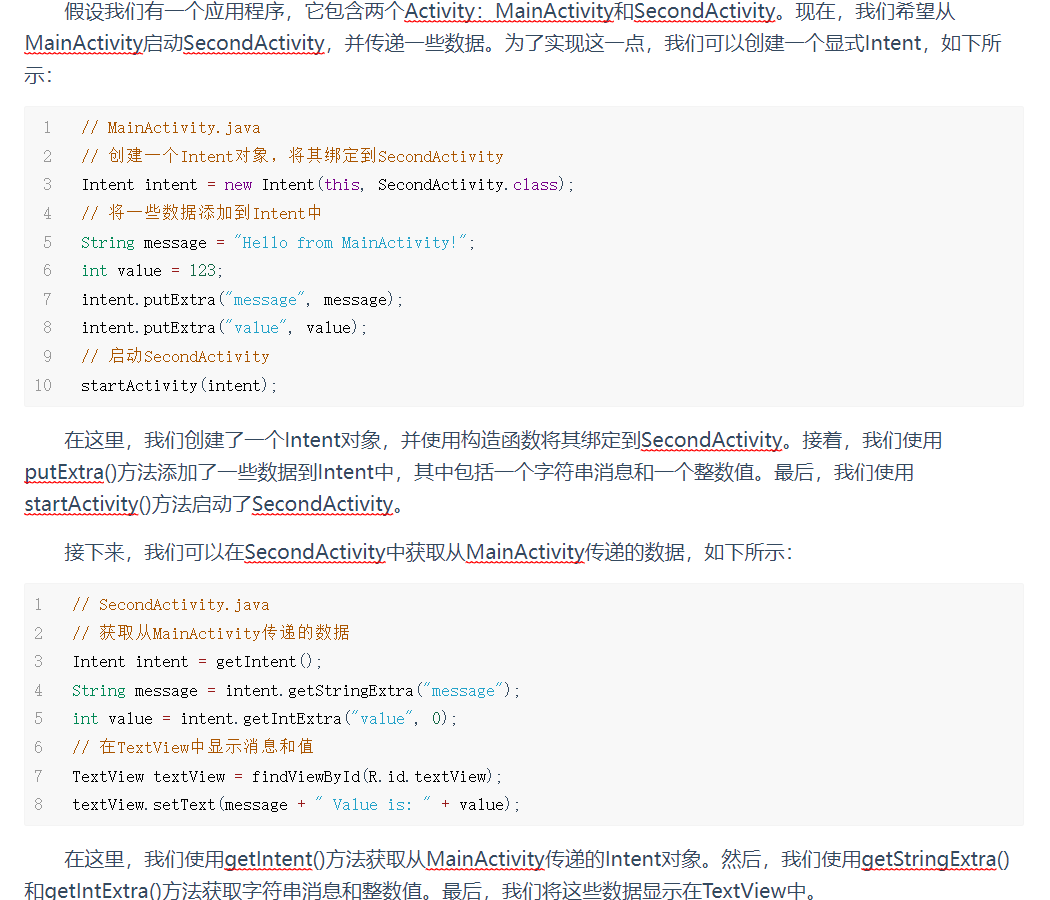 假设我们有一个应用程序，它包含两个Activity：MainActivity和SecondActivity。现在，我们希望从
MainActivity启动SecondActivity，并传递一些数据。为了实现这一点，我们可以创建一个显式Intent，如下所
示：
1 // MainActivity.java
2 // 创建一个Intent对象，将其绑定到SecondActivity
3 Intent intent = new Intent(this, SecondActivity.class);
4 // 将一些数据添加到Intent中
5 String message = "Hello from MainActivity!";
6 int value = 123;
7 intent.putExtra("message", message);
8 intent.putExtra("value", value);
9 // 启动SecondActivity
10 startActivity(intent);
在这里，我们创建了一个Intent对象，并使用构造函数将其绑定到SecondActivity。接着，我们使用
putExtra()方法添加了一些数据到Intent中，其中包括一个字符串消息和一个整数值。最后，我们使用
startActivity()方法启动了SecondActivity。
接下来，我们可以在SecondActivity中获取从MainActivity传递的数据，如下所示：
1 // SecondActivity.java
2 // 获取从MainActivity传递的数据
3 Intent intent = getIntent();
4 String message = intent.getStringExtra("message");
5 int value = intent.getIntExtra("value", 0);
6 // 在TextView中显示消息和值
7 TextView textView = findViewById(R.id.textView);
8 textView.setText(message + " Value is: " + value);
在这里，我们使用getIntent()方法获取从MainActivity传递的Intent对象。然后，我们使用getStringExtra()
和getIntExtra()方法获取字符串消息和整数值。最后，我们将这些数据显示在TextView中。